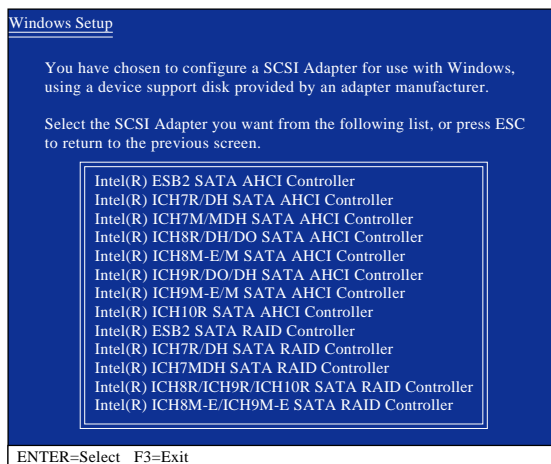 Windows Setup
You have chosen to configure a SCSI Adapter for use with Windows,
using a device support disk provided by an adapter manufacturer.
Select the SCSI Adapter you want from the following list, or press ESC
to return to the previous screen.
Intel(R) ESB2 SATA AHCI Controller
Intel(R) ICH7R/DH SATA AHCI Controller
Intel(R) ICH7M/MDH SATA AHCI Controller
Intel(R) ICH8R/DH/DO SATA AHCI Controller
Intel(R) ICH8M-E/M SATA AHCI Controller
Intel(R) ICH9R/DO/DH SATA AHCI Controller
Intel(R) ICH9M-E/M SATA AHCI Controller
Intel(R) ICH10R SATA AHCI Controller
Intel(R) ESB2 SATA RAID Controller
Intel(R) ICH7R/DH SATA RAID Controller
Intel(R) ICH7MDH SATA RAID Controller
Intel(R) ICH8R/ICH9R/ICH10R SATA RAID Controller
Intel(R) ICH8M-E/ICH9M-E SATA RAID Controller
ENTER=Select F3=Exit